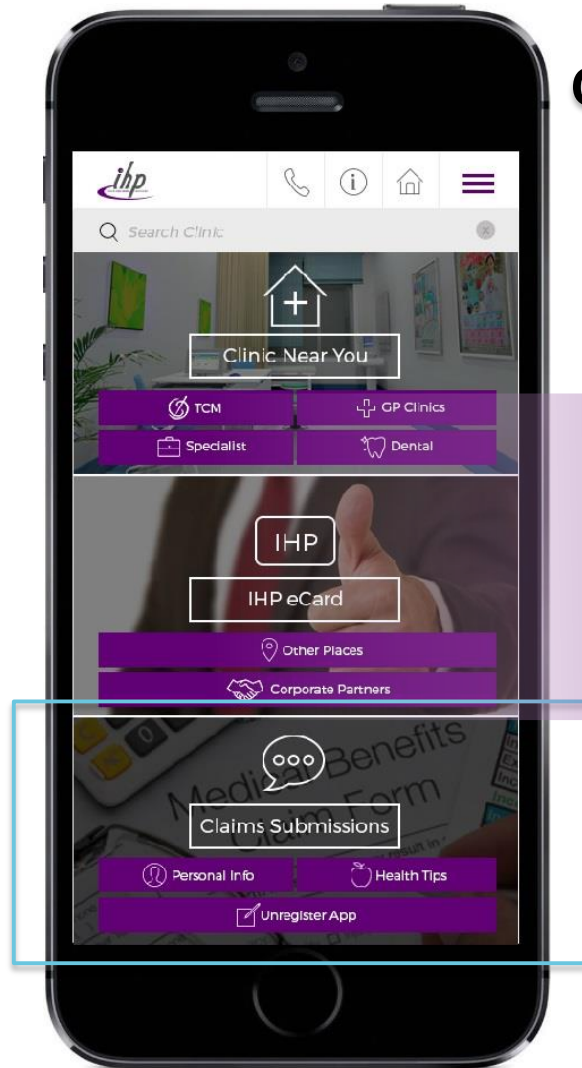 ihp
Search Clinic
Clinic Near You
TCM
GP Clinics
Specialist
Dental
IHP
IHP eCard
Other Places
Corporate Partners
Medical Benefits
Claim Form
Claims Submissions
Personal Info
Health Tips
Unregister App